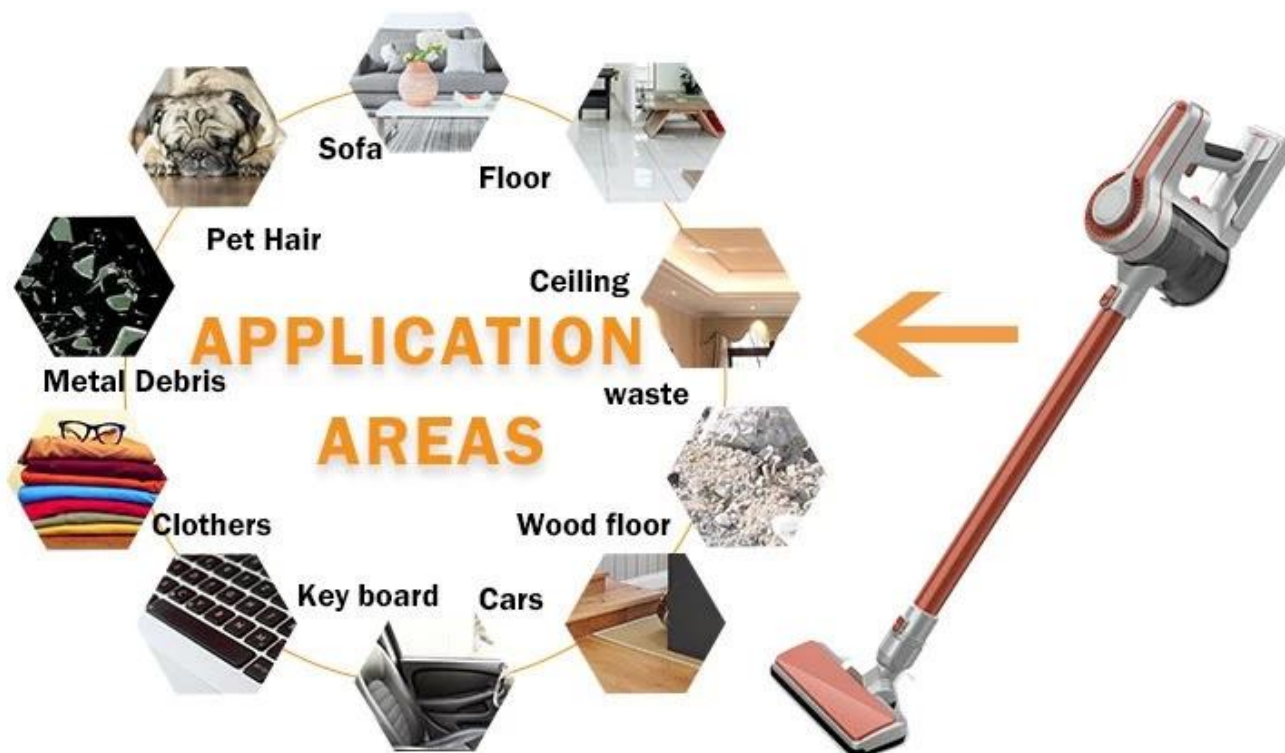 Sofa
Floor
Pet Hair
Ceiling
APPLICATION
AREAS
Metal Debris
waste
Clothers
Wood floor
Key board
Cars